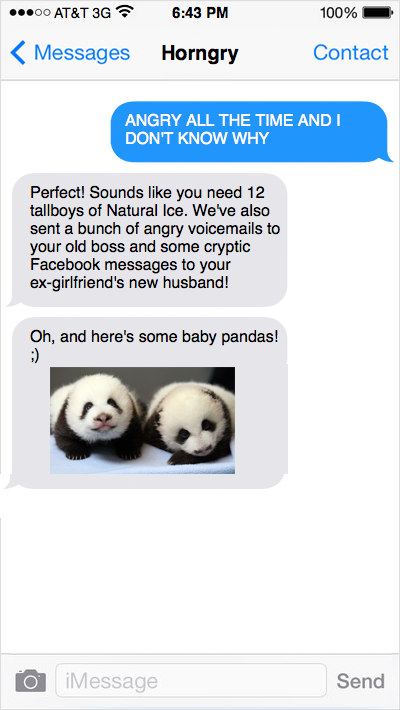 AT&T 3G 6:43 PM 100%
Messages Horngry Contact
ANGRY ALL THE TIME AND I
DON'T KNOW WHY
Perfect! Sounds like you need 12
tallboys of Natural Ice. We've also
sent a bunch of angry voicemails to
your old boss and some cryptic
Facebook messages to your
ex-girlfriend's new husband!
Oh, and here's some baby pandas!
;)
iMessage Send